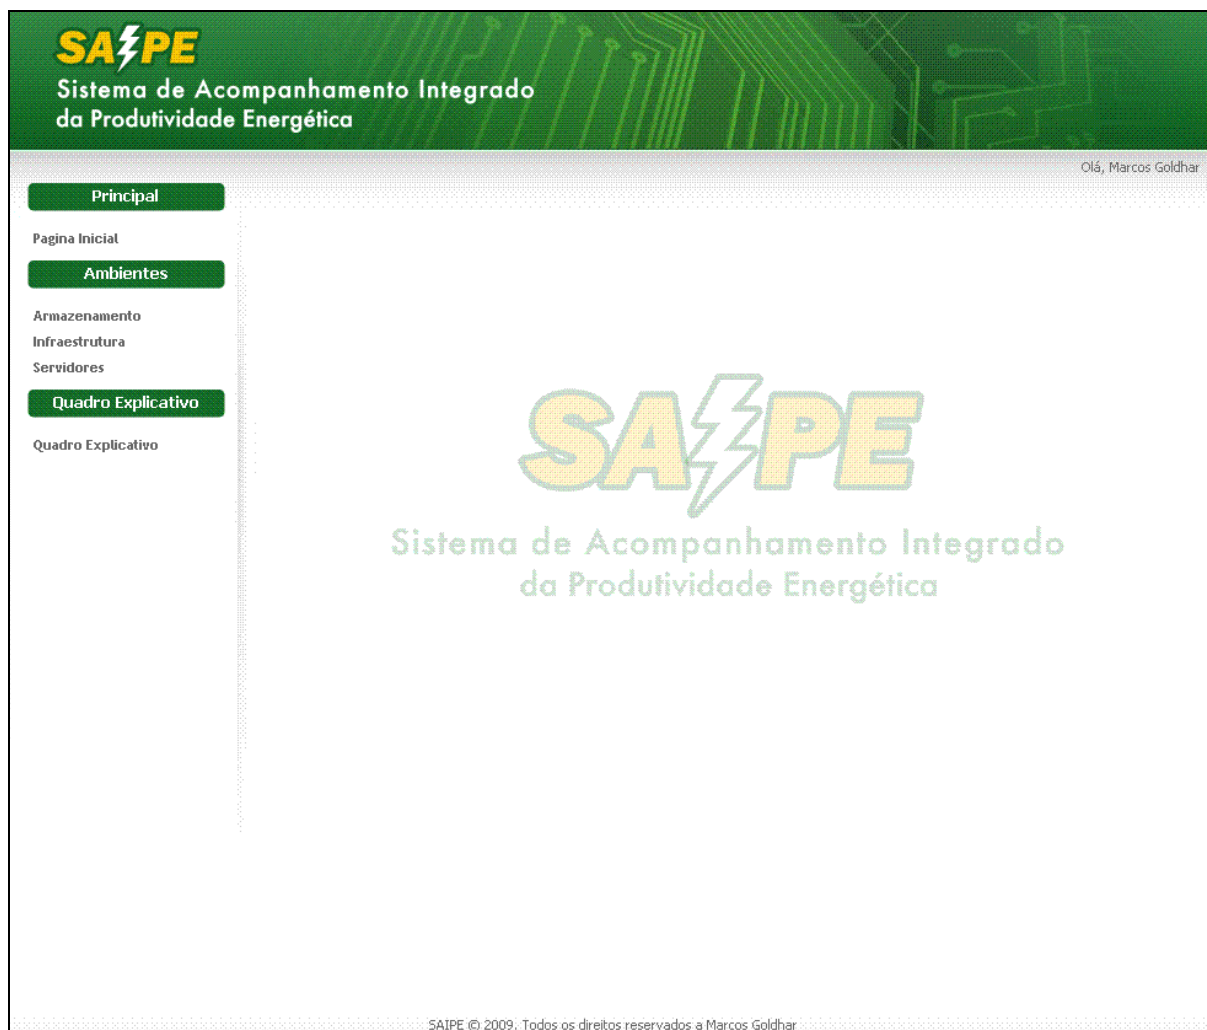 SAIPE
Sistema de Acompanhamento Integrado
da Produtividade Energética
Olá, Marcos Goldhar
Principal
Pagina Inicial
Ambientes
Armazenamento
Infraestrutura
Servidores
Quadro Explicativo
Quadro Explicativo
SAIPE
Sistema de Acompanhamento Integrado
da Produtividade Energética
SAIPE © 2009. Todos os direitos reservados a Marcos Goldhar